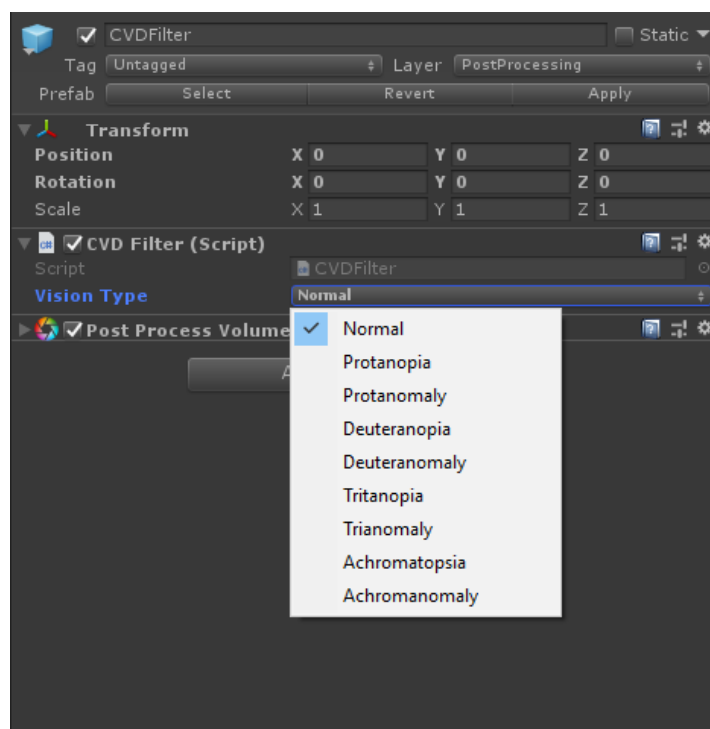 CVDFilter Static
Tag Untagged Layer PostProcessing
Prefab Select Revert Apply
Transform
Position X 0 Y 0 Z 0
Rotation X 0 Y 0 Z 0
Scale X 1 Y 1 Z 1
c# CVD Filter (Script)
Script c# CVDFilter
Vision Type Normal
Normal
Protanopia
Protanomaly
Deuteranopia
Deuteranomaly
Tritanopia
Trianomaly
Achromatopsia
Achromanomaly
Post Process Volume
A